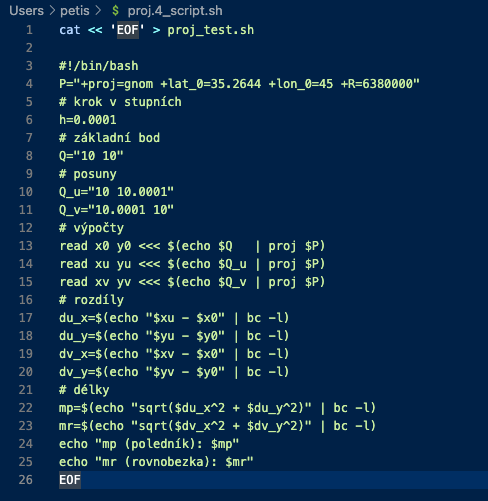 Users > petis > $ proj.4_script.sh
1 cat << 'EOF' > proj_test.sh
2
3 #!/bin/bash
4 P="+proj=gnom +lat_0=35.2644 +lon_0=45 +R=6380000"
5 # krok v stupních
6 h=0.0001
7 # základní bod
8 Q="10 10"
9 # posuny
10 Q_u="10 10.0001"
11 Q_v="10.0001 10"
12 # výpočty
13 read x0 y0 <<< $(echo $Q   | proj $P)
14 read xu yu <<< $(echo $Q_u | proj $P)
15 read xv yv <<< $(echo $Q_v | proj $P)
16 # rozdíly
17 du_x=$(echo "$xu - $x0" | bc -l)
18 du_y=$(echo "$yu - $y0" | bc -l)
19 dv_x=$(echo "$xv - $x0" | bc -l)
20 dv_y=$(echo "$yv - $y0" | bc -l)
21 # délky
22 mp=$(echo "sqrt($du_x^2 + $du_y^2)" | bc -l)
23 mr=$(echo "sqrt($dv_x^2 + $dv_y^2)" | bc -l)
24 echo "mp (poledník): $mp"
25 echo "mr (rovnobezka): $mr"
26 EOF